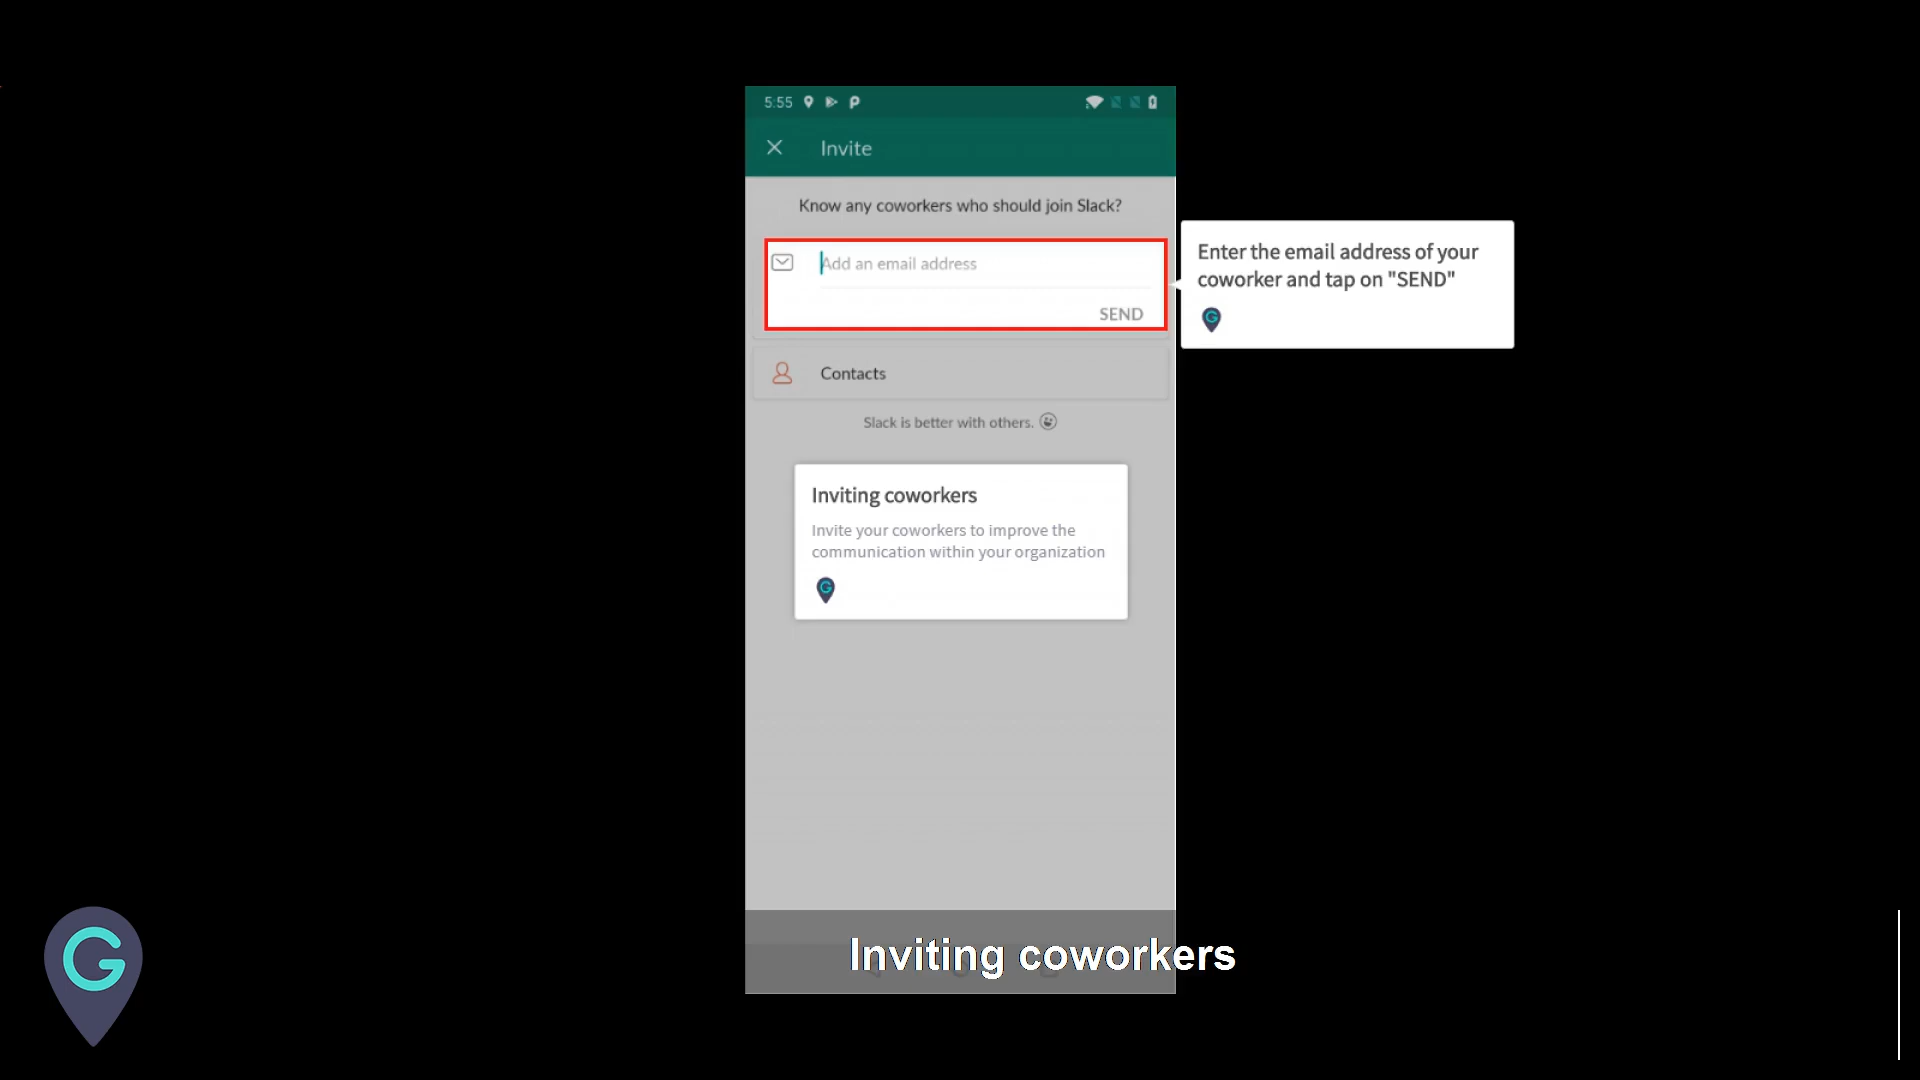 5:55
Invite
Know any coworkers who should join Slack?
Add an email address
SEND
Enter the email address of your
coworker and tap on "SEND"
Contacts
Slack is better with others.
Inviting coworkers
Invite your coworkers to improve the
communication within your organization
Inviting coworkers